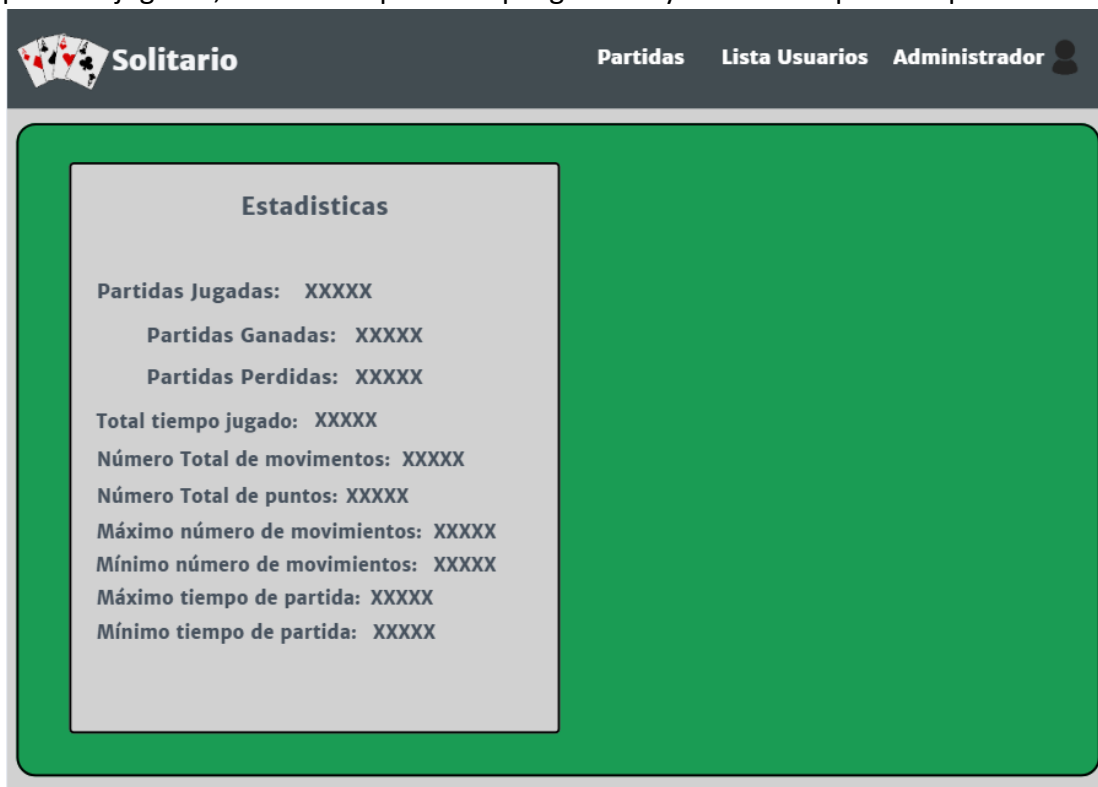 Solitario
Partidas Lista Usuarios Administrador
Estadisticas
Partidas Jugadas: XXXXX
Partidas Ganadas: XXXXX
Partidas Perdidas: XXXXX
Total tiempo jugado: XXXXX
Número Total de movimentos: XXXXX
Número Total de puntos: XXXXX
Máximo número de movimientos: XXXXX
Mínimo número de movimientos: XXXXX
Máximo tiempo de partida: XXXXX
Mínimo tiempo de partida: XXXXX